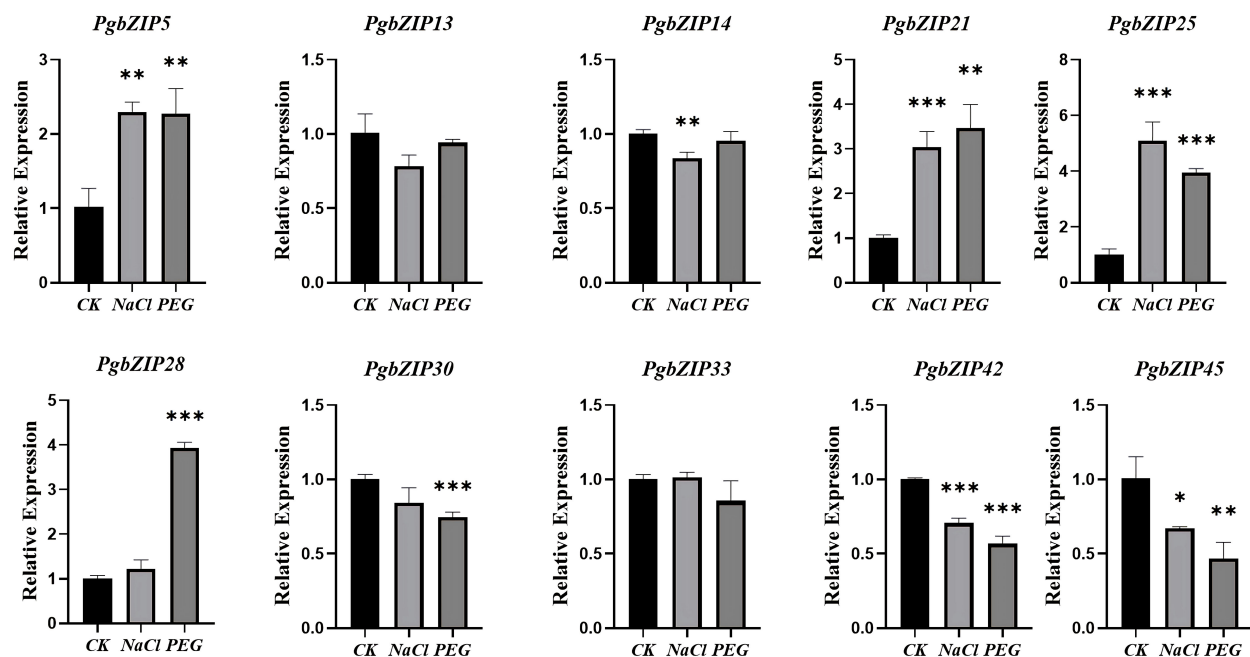 PgbZIP5
Relative Expression
3
2
1
0
**
**
CK NaCl PEG
PgbZIP13
Relative Expression
1.5
1.0
0.5
0.0
CK NaCl PEG
PgbZIP14
Relative Expression
1.5
1.0
0.5
0.0
**
CK NaCl PEG
PgbZIP21
Relative Expression
5
4
3
2
1
0
***
**
CK NaCl PEG
PgbZIP25
Relative Expression
8
6
4
2
0
***
***
CK NaCl PEG
PgbZIP28
Relative Expression
5
4
3
2
1
0
***
CK NaCl PEG
PgbZIP30
Relative Expression
1.5
1.0
0.5
0.0
***
CK NaCl PEG
PgbZIP33
Relative Expression
1.5
1.0
0.5
0.0
CK NaCl PEG
PgbZIP42
Relative Expression
1.5
1.0
0.5
0.0
***
***
CK NaCl PEG
PgbZIP45
Relative Expression
1.5
1.0
0.5
0.0
*
**
CK NaCl PEG